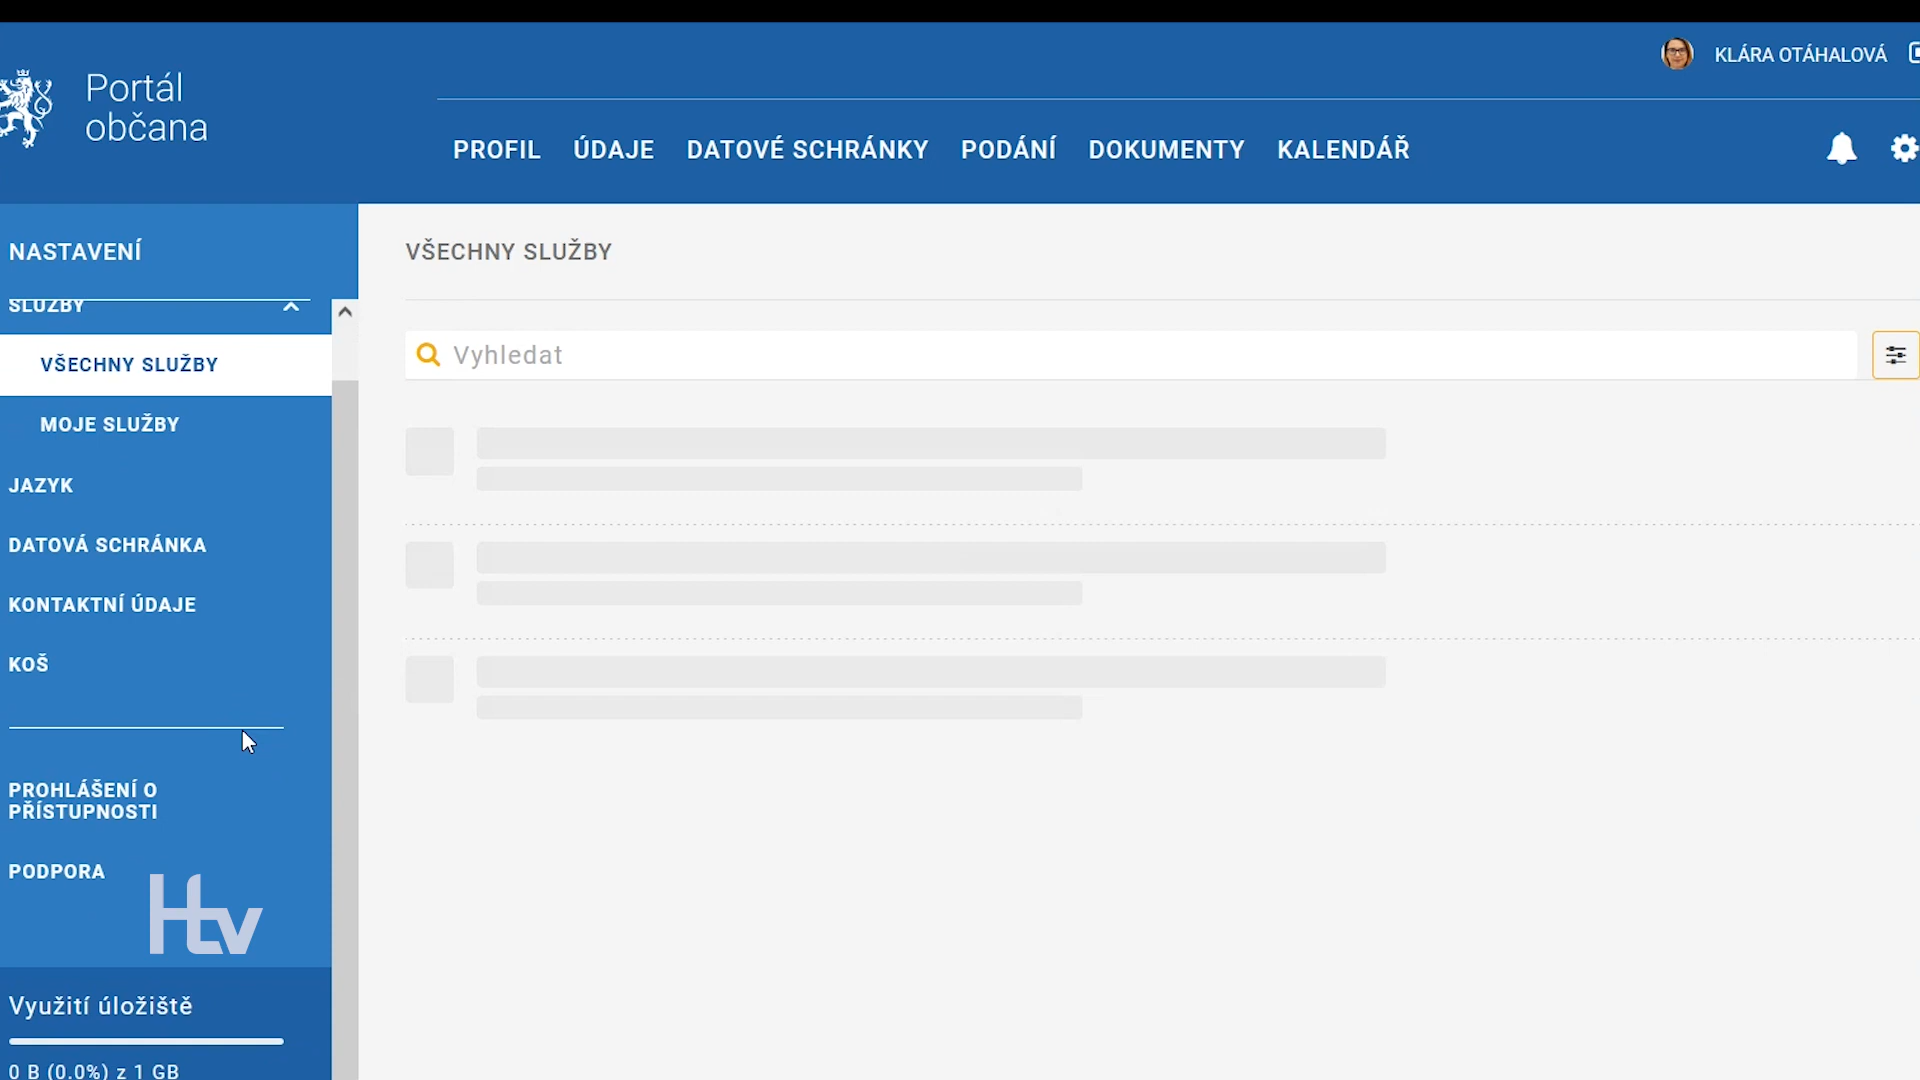 KLÁRA OTÁHALOVÁ
Portál
občana
PROFIL ÚDAJE DATOVÉ SCHRÁNKY PODÁNÍ DOKUMENTY KALENDÁŘ
NASTAVENÍ
SLUŽBY
VŠECHNY SLUŽBY
MOJE SLUŽBY
JAZYK
DATOVÁ SCHRÁNKA
KONTAKTNÍ ÚDAJE
KOŠ
PROHLÁŠENÍ O
PŘÍSTUPNOSTI
PODPORA
Htv
Využití úložiště
0 B (0.0%) z 1 GB
VŠECHNY SLUŽBY
Vyhledat